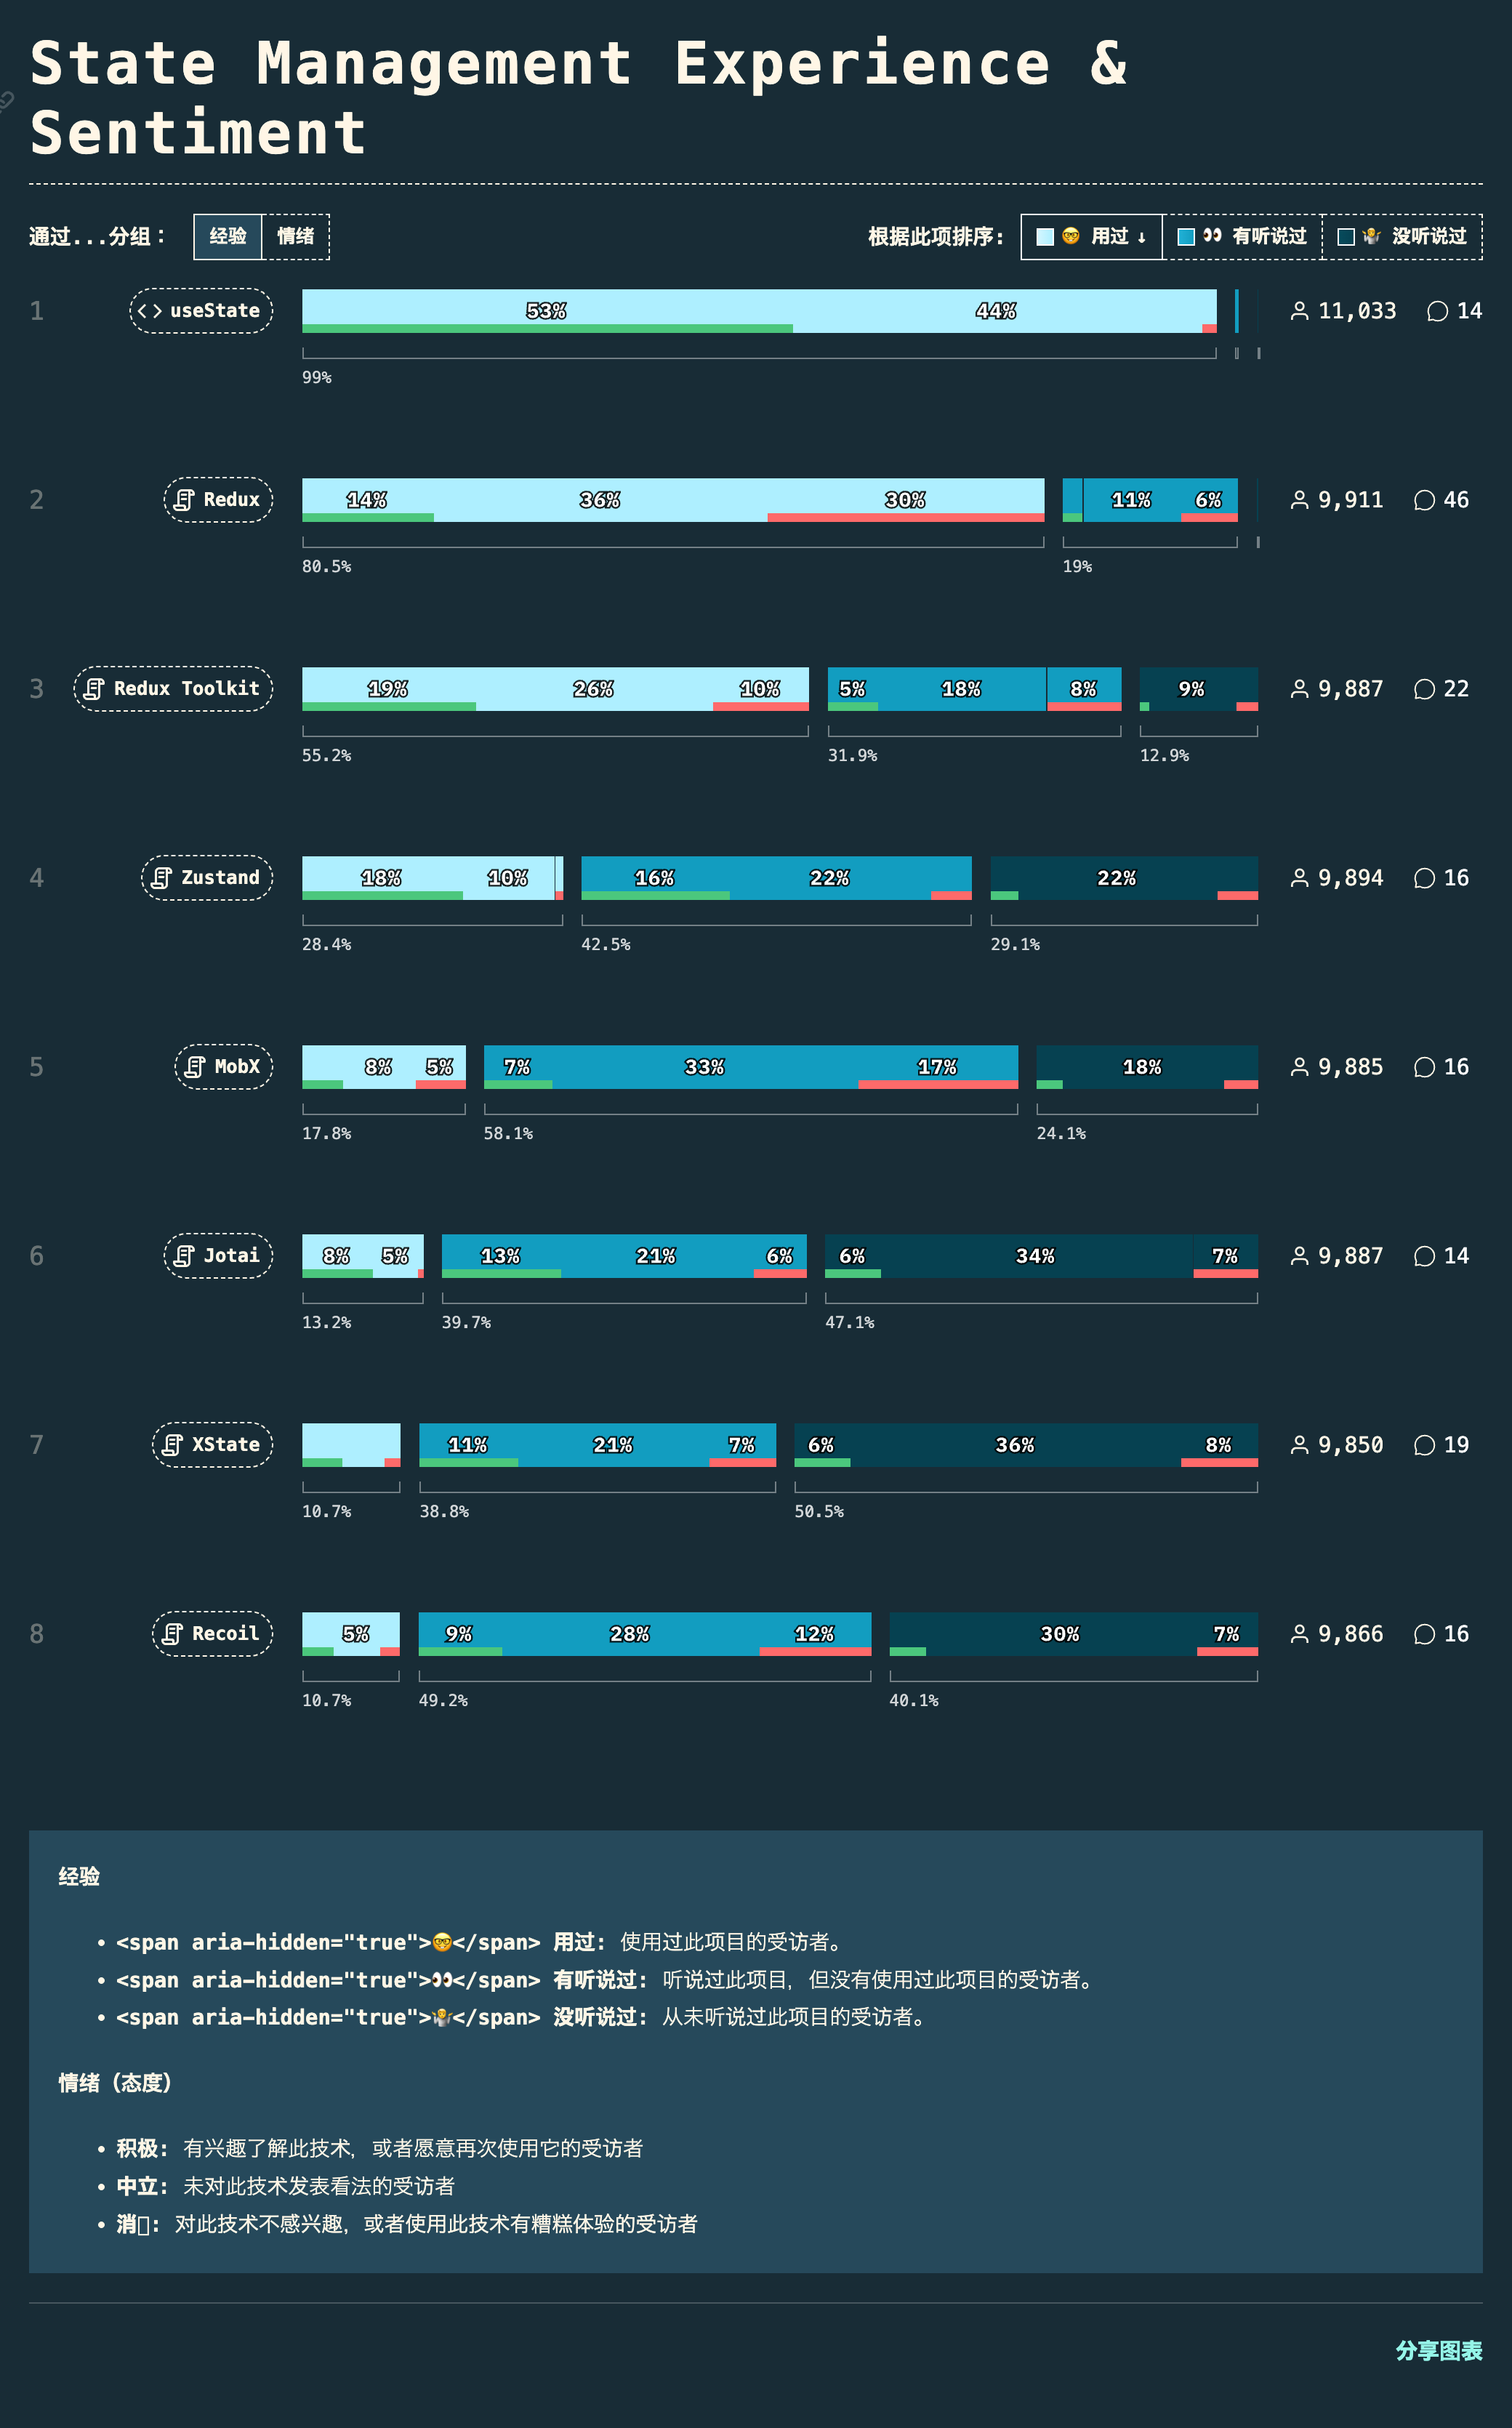 State Management Experience &
Sentiment
通过...分组： 经验 情绪 根据此项排序: 🤓 用过 ↓ 👀 有听说过 🤷 没听说过
1 useState 53% 44% 11,033 14
99%
2 Redux 14% 36% 30% 11% 6% 9,911 46
80.5% 19%
3 Redux Toolkit 19% 26% 10% 5% 18% 8% 9% 9,887 22
55.2% 31.9% 12.9%
4 Zustand 18% 10% 16% 22% 22% 9,894 16
28.4% 42.5% 29.1%
5 MobX 8% 5% 7% 33% 17% 18% 9,885 16
17.8% 58.1% 24.1%
6 Jotai 8% 5% 13% 21% 6% 6% 34% 7% 9,887 14
13.2% 39.7% 47.1%
7 XState 11% 21% 7% 6% 36% 8% 9,850 19
10.7% 38.8% 50.5%
8 Recoil 5% 9% 28% 12% 30% 7% 9,866 16
10.7% 49.2% 40.1%
经验
• <span aria-hidden="true">🤓</span> 用过: 使用过此项目的受访者。
• <span aria-hidden="true">👀</span> 有听说过: 听说过此项目，但没有使用过此项目的受访者。
• <span aria-hidden="true">🤷</span> 没听说过: 从未听说过此项目的受访者。
情绪（态度）
• 积极: 有兴趣了解此技术，或者愿意再次使用它的受访者
• 中立: 未对此技术发表看法的受访者
• 消▯: 对此技术不感兴趣，或者使用此技术有糟糕体验的受访者
分享图表